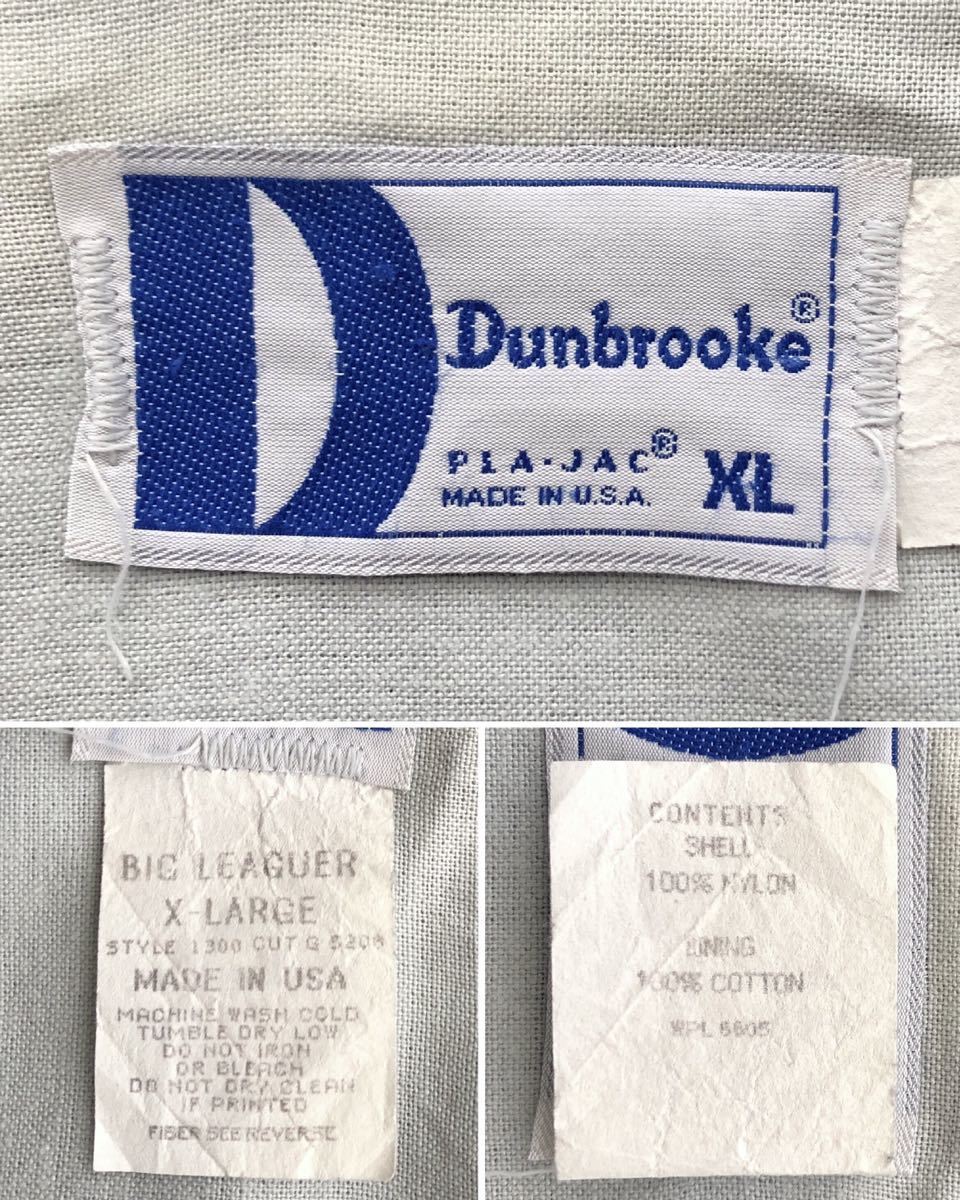 D
Dunbrooke®
PLA-JAC®
MADE IN U.S.A. XL
BIG LEAGUER
X-LARGE
STYLE 1300 CUT G 5206
MADE IN USA
MACHINE WASH COLD
TUMBLE DRY LOW
DO NOT IRON
OR BLEACH
DO NOT DRY CLEAN
IF PRINTED
FIBER SEE REVERSE
CONTENTS
SHELL
100% NYLON
LINING
100% COTTON
WPL 6605